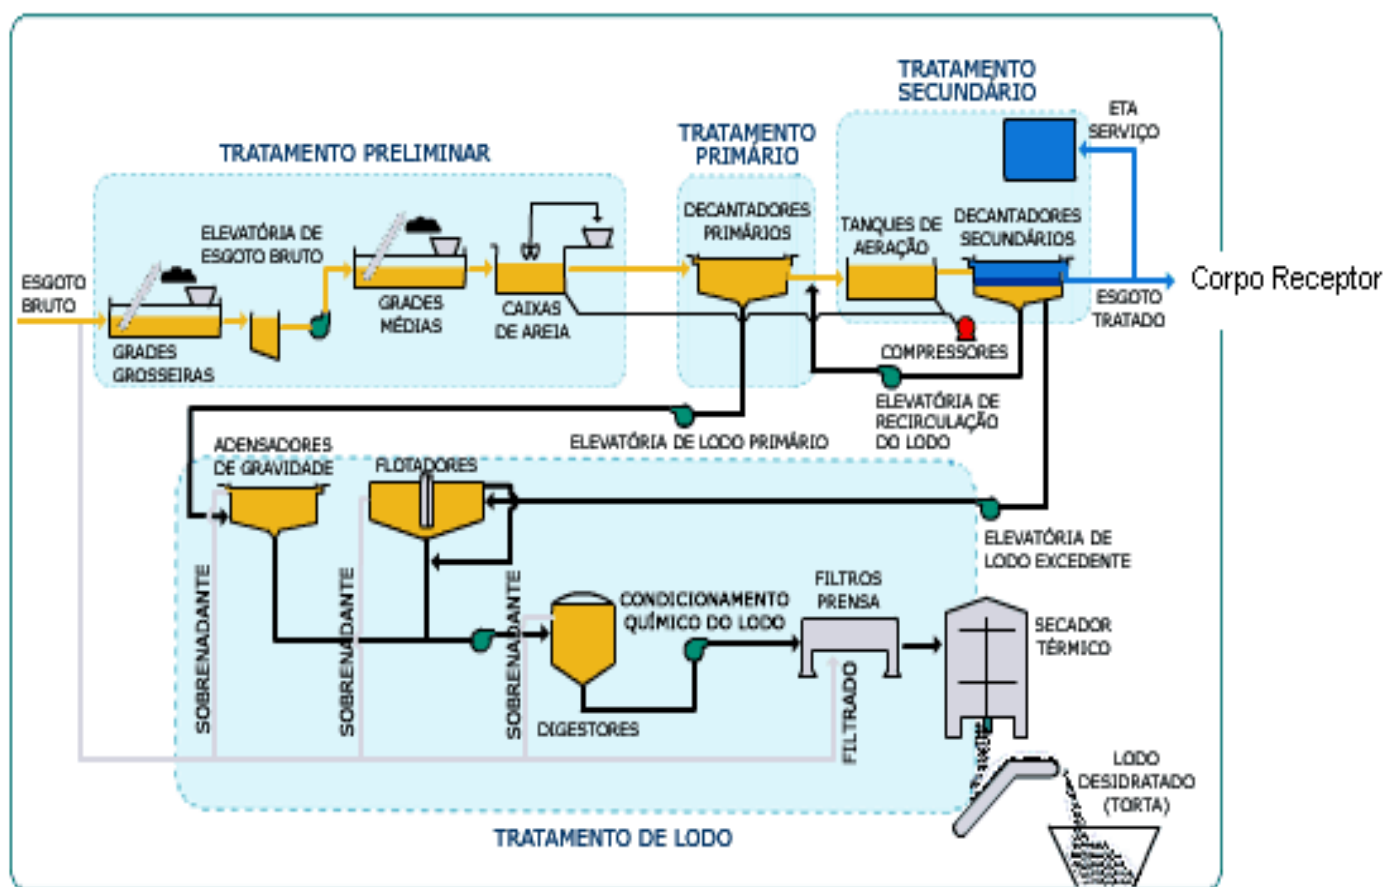 TRATAMENTO
SECUNDÁRIO
ETA
SERVIÇO
TRATAMENTO
PRIMÁRIO
TRATAMENTO PRELIMINAR
DECANTADORES
PRIMÁRIOS
TANQUES DE
AERAÇÃO
DECANTADORES
SECUNDÁRIOS
ELEVATÓRIA DE
ESGOTO BRUTO
ESGOTO
BRUTO
GRADES
MÉDIAS
CAIXAS
DE AREIA
ESGOTO
TRATADO
Corpo Receptor
GRADES
GROSSEIRAS
COMPRESSORES
ELEVATÓRIA DE
RECIRCULAÇÃO
DO LODO
ELEVATÓRIA DE LODO PRIMÁRIO
ADENSADORES
DE GRAVIDADE
FLOTADORES
ELEVATÓRIA DE
LODO EXCEDENTE
SOBRENADANTE
SOBRENADANTE
SOBRENADANTE
CONDICIONAMENTO
QUÍMICO DO LODO
FILTROS
PRENSA
SECADOR
TÉRMICO
DIGESTORES
FILTRADO
LODO
DESIDRATADO
(TORTA)
TRATAMENTO DE LODO